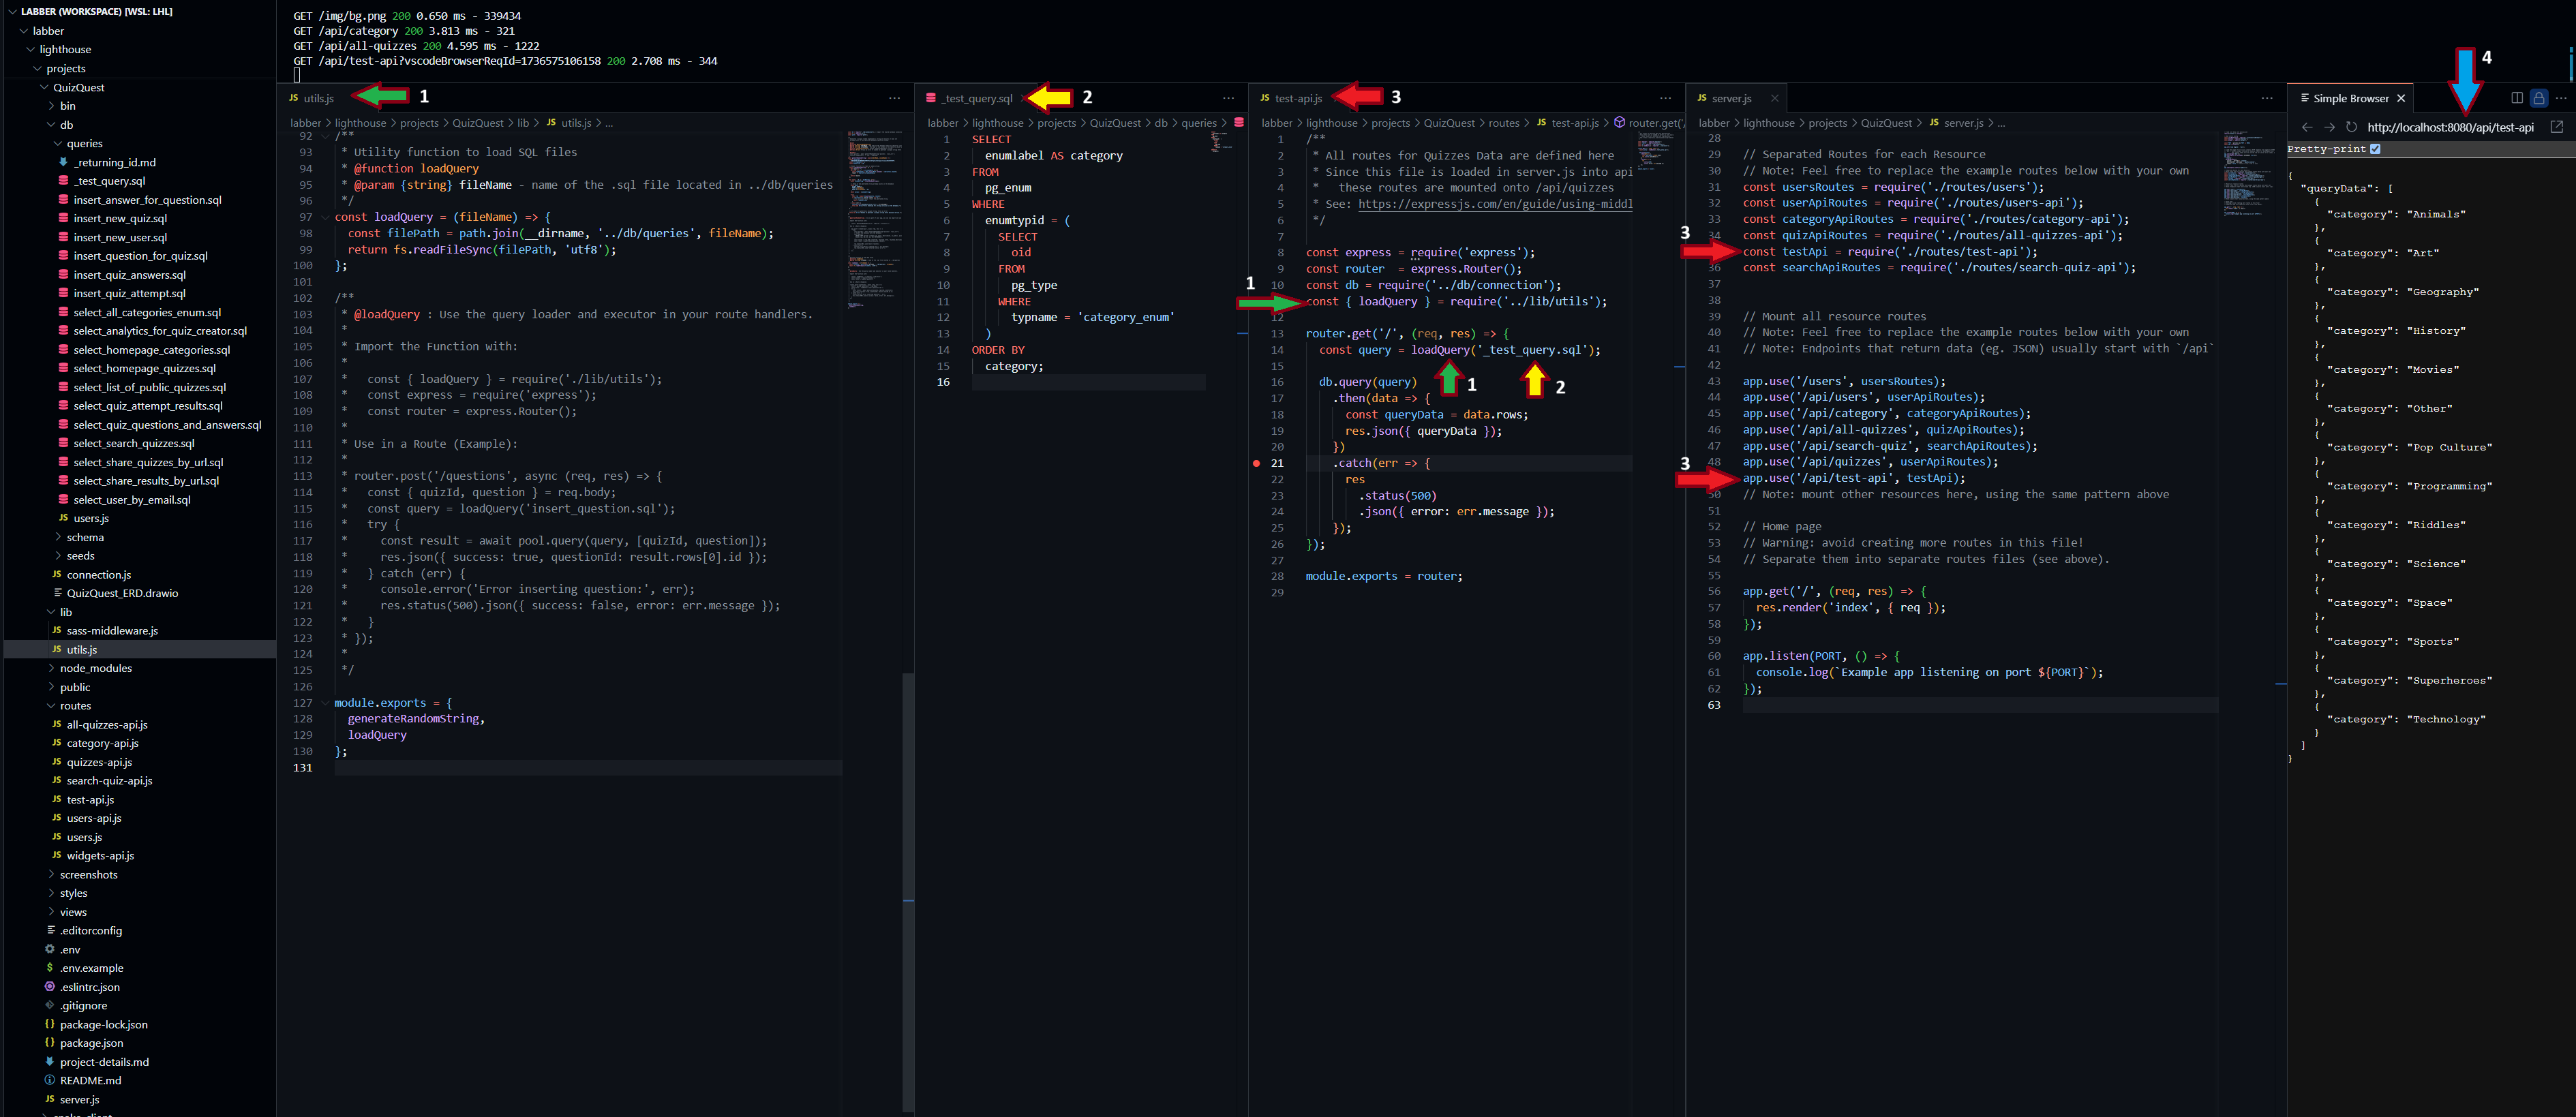 LABBER (WORKSPACE) [WSL: LHL]
labber
lighthouse
projects
QuizQuest
bin
db
queries
_returning_id.md
_test_query.sql
insert_answer_for_question.sql
insert_new_quiz.sql
insert_new_user.sql
insert_question_for_quiz.sql
insert_quiz_answers.sql
insert_quiz_attempt.sql
select_all_categories_enum.sql
select_analytics_for_quiz_creator.sql
select_homepage_categories.sql
select_homepage_quizzes.sql
select_list_of_public_quizzes.sql
select_quiz_attempt_results.sql
select_quiz_questions_and_answers.sql
select_search_quizzes.sql
select_share_quizzes_by_url.sql
select_share_results_by_url.sql
select_user_by_email.sql
JS users.js
schema
seeds
JS connection.js
QuizQuest_ERD.drawio
lib
JS sass-middleware.js
JS utils.js
node_modules
public
routes
JS all-quizzes-api.js
JS category-api.js
JS quizzes-api.js
JS search-quiz-api.js
JS test-api.js
JS users-api.js
JS users.js
JS widgets-api.js
screenshots
styles
views
.editorconfig
.env
$ .env.example
.eslintrc.json
.gitignore
{} package-lock.json
{} package.json
project-details.md
README.md
JS server.js
GET /img/bg.png 200 0.650 ms - 339434
GET /api/category 200 3.813 ms - 321
GET /api/all-quizzes 200 4.595 ms - 1222
GET /api/test-api?vscodeBrowserReqId=1736575106158 200 2.708 ms - 344
JS utils.js 1 ...
labber > lighthouse > projects > QuizQuest > lib > JS utils.js > ...
92 /**
93 * Utility function to load SQL files
94 * @function loadQuery
95 * @param {string} fileName - name of the .sql file located in ../db/queries
96 */
97 const loadQuery = (fileName) => {
98 const filePath = path.join(__dirname, '../db/queries', fileName);
99 return fs.readFileSync(filePath, 'utf8');
100 };
101
102 /**
103 * @loadQuery : Use the query loader and executor in your route handlers.
104 *
105 * Import the Function with:
106 *
107 * const { loadQuery } = require('./lib/utils');
108 * const express = require('express');
109 * const router = express.Router();
110 *
111 * Use in a Route (Example):
112 *
113 * router.post('/questions', async (req, res) => {
114 * const { quizId, question } = req.body;
115 * const query = loadQuery('insert_question.sql');
116 * try {
117 * const result = await pool.query(query, [quizId, question]);
118 * res.json({ success: true, questionId: result.rows[0].id });
119 * } catch (err) {
120 * console.error('Error inserting question:', err);
121 * res.status(500).json({ success: false, error: err.message });
122 * }
123 * });
124 *
125 */
126
127 module.exports = {
128 generateRandomString,
129 loadQuery
130 };
131
_test_query.sql 2 ...
labber > lighthouse > projects > QuizQuest > db > queries >
1 SELECT
2 enumlabel AS category
3 FROM
4 pg_enum
5 WHERE
6 enumtypid = (
7 SELECT
8 oid
9 FROM
10 pg_type
11 WHERE
12 typname = 'category_enum'
13 )
14 ORDER BY
15 category;
16
JS test-api.js 3 ...
labber > lighthouse > projects > QuizQuest > routes > JS test-api.js > router.get('/
1 /**
2 * All routes for Quizzes Data are defined here
3 * Since this file is loaded in server.js into api
4 * these routes are mounted onto /api/quizzes
5 * See: https://expressjs.com/en/guide/using-middl
6 */
7
8 const express = require('express');
9 const router = express.Router();
10 const db = require('../db/connection');
1 const { loadQuery } = require('../lib/utils');
12
13 router.get('/', (req, res) => {
14 const query = loadQuery('_test_query.sql');
15
1 2
16 db.query(query)
17 .then(data => {
18 const queryData = data.rows;
19 res.json({ queryData });
20 })
21 .catch(err => {
22 res
23 .status(500)
24 .json({ error: err.message });
25 });
26 });
27
28 module.exports = router;
29
JS server.js ...
labber > lighthouse > projects > QuizQuest > JS server.js > ...
28
29 // Separated Routes for each Resource
30 // Note: Feel free to replace the example routes below with your own
31 const usersRoutes = require('./routes/users');
32 const userApiRoutes = require('./routes/users-api');
33 const categoryApiRoutes = require('./routes/category-api');
34 const quizApiRoutes = require('./routes/all-quizzes-api');
3 const testApi = require('./routes/test-api');
36 const searchApiRoutes = require('./routes/search-quiz-api');
37
38
39 // Mount all resource routes
40 // Note: Feel free to replace the example routes below with your own
41 // Note: Endpoints that return data (eg. JSON) usually start with `/api`
42
43 app.use('/users', usersRoutes);
44 app.use('/api/users', userApiRoutes);
45 app.use('/api/category', categoryApiRoutes);
46 app.use('/api/all-quizzes', quizApiRoutes);
47 app.use('/api/search-quiz', searchApiRoutes);
48 app.use('/api/quizzes', userApiRoutes);
3 app.use('/api/test-api', testApi);
50 // Note: mount other resources here, using the same pattern above
51
52 // Home page
53 // Warning: avoid creating more routes in this file!
54 // Separate them into separate routes files (see above).
55
56 app.get('/', (req, res) => {
57 res.render('index', { req });
58 });
59
60 app.listen(PORT, () => {
61 console.log(`Example app listening on port ${PORT}`);
62 });
63
4
Simple Browser ...
http://localhost:8080/api/test-api
Pretty-print
{
"queryData": [
{
"category": "Animals"
},
{
"category": "Art"
},
{
"category": "Geography"
},
{
"category": "History"
},
{
"category": "Movies"
},
{
"category": "Other"
},
{
"category": "Pop Culture"
},
{
"category": "Programming"
},
{
"category": "Riddles"
},
{
"category": "Science"
},
{
"category": "Space"
},
{
"category": "Sports"
},
{
"category": "Superheroes"
},
{
"category": "Technology"
}
]
}